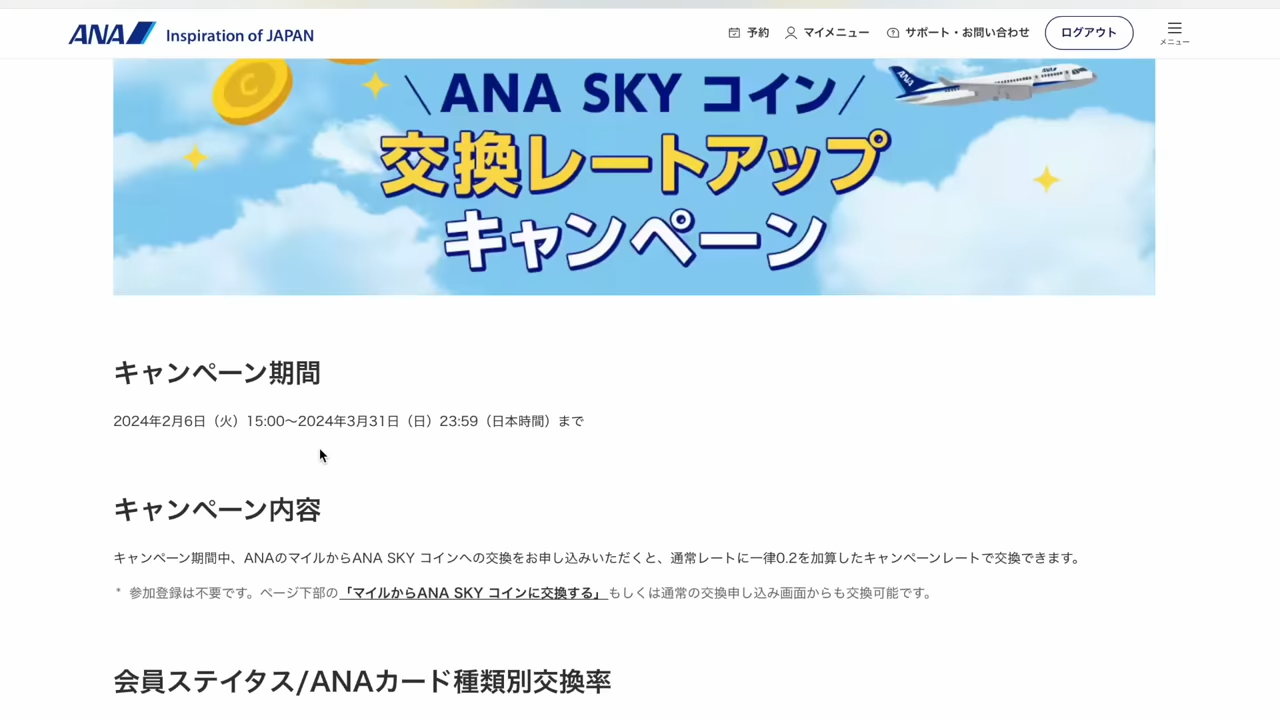 ANA Inspiration of JAPAN
予約 マイメニュー サポート・お問い合わせ ログアウト メニュー
\ANA SKY コイン/
交換レートアップ
キャンペーン
キャンペーン期間
2024年2月6日（火）15:00〜2024年3月31日（日）23:59（日本時間）まで
キャンペーン内容
キャンペーン期間中、ANAのマイルからANA SKY コインへの交換をお申し込みいただくと、通常レートに一律0.2を加算したキャンペーンレートで交換できます。
* 参加登録は不要です。ページ下部の「マイルからANA SKY コインに交換する」もしくは通常の交換申し込み画面からも交換可能です。
会員ステイタス/ANAカード種類別交換率